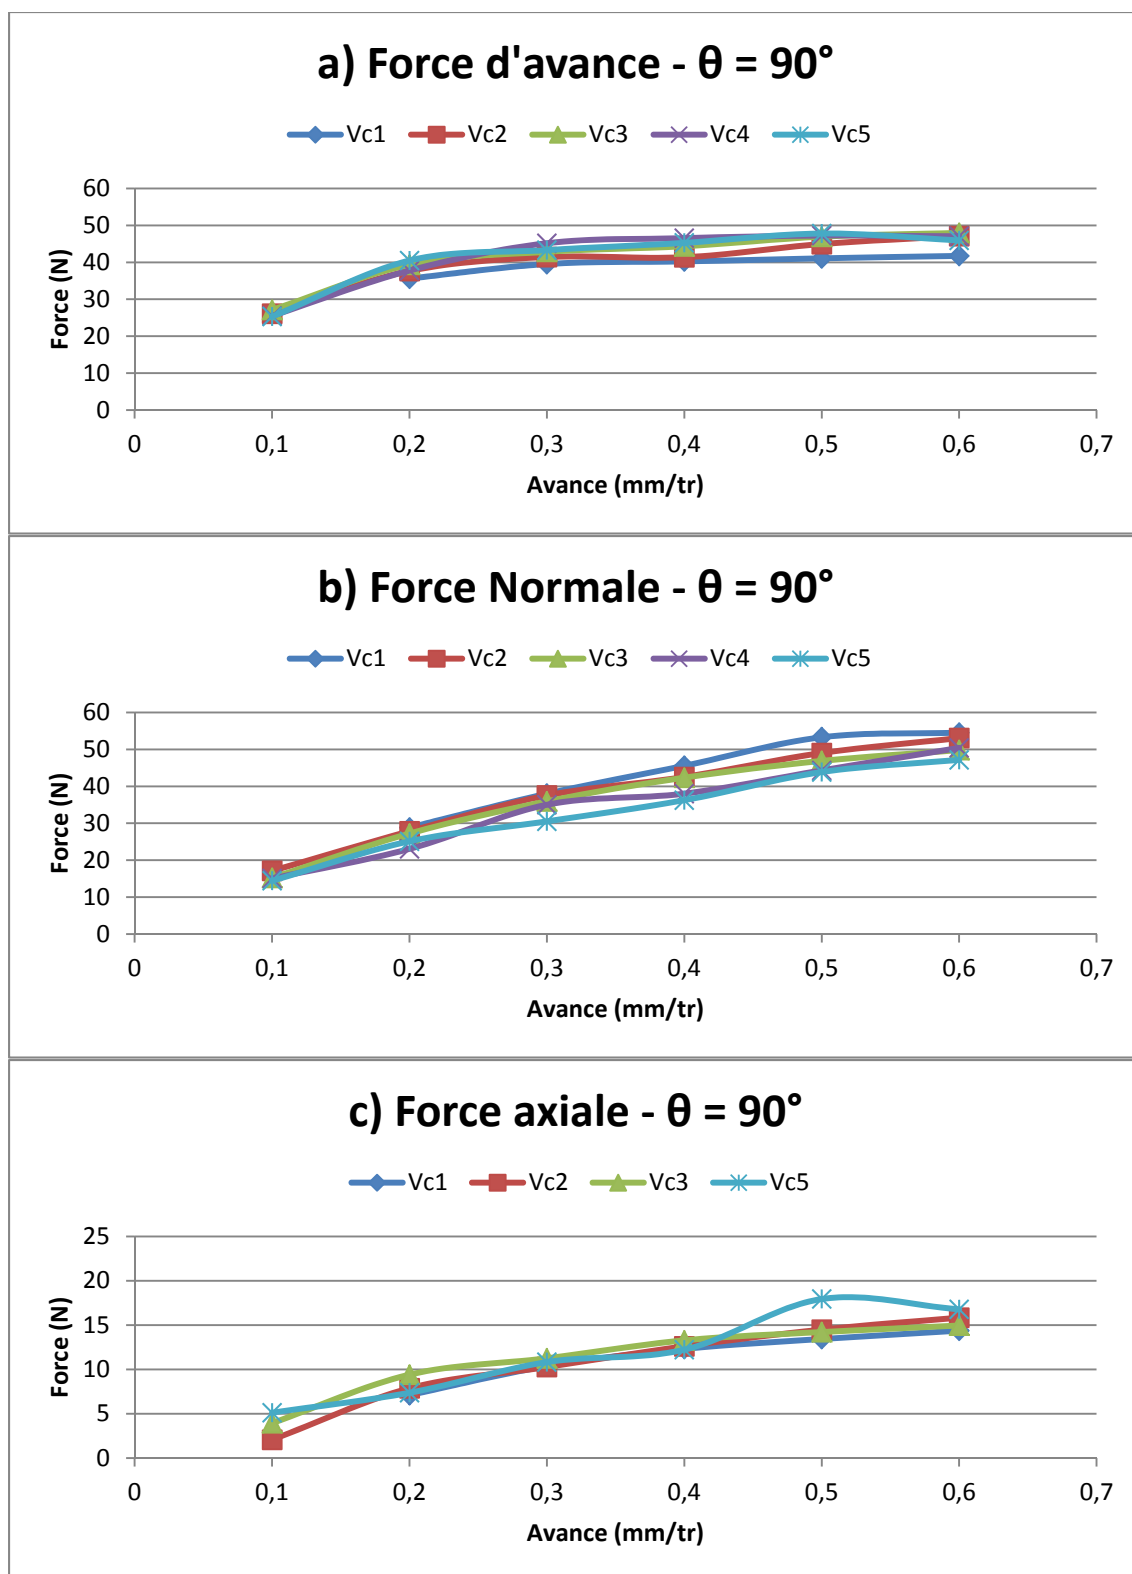 a) Force d'avance - θ = 90°
Vc1 Vc2 Vc3 Vc4 Vc5
60
50
40
30
20
10
0
Force (N)
0 0,1 0,2 0,3 0,4 0,5 0,6 0,7
Avance (mm/tr)
b) Force Normale - θ = 90°
Vc1 Vc2 Vc3 Vc4 Vc5
60
50
40
30
20
10
0
Force (N)
0 0,1 0,2 0,3 0,4 0,5 0,6 0,7
Avance (mm/tr)
c) Force axiale - θ = 90°
Vc1 Vc2 Vc3 Vc5
25
20
15
10
5
0
Force (N)
0 0,1 0,2 0,3 0,4 0,5 0,6 0,7
Avance (mm/tr)